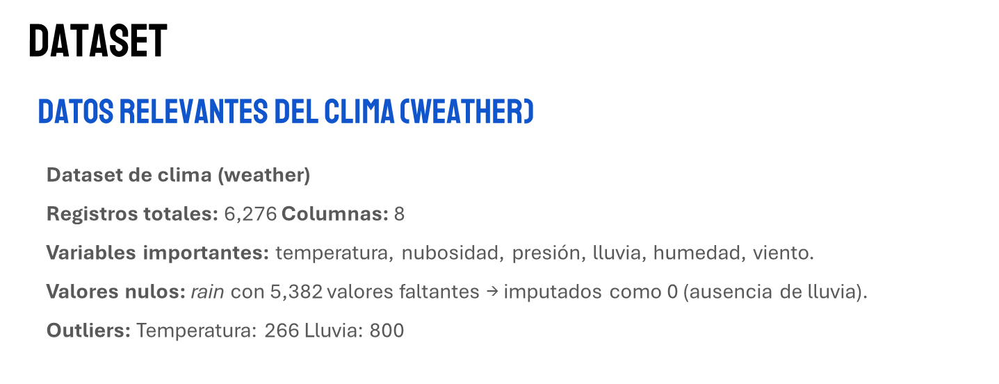 DATASET
DATOS RELEVANTES DEL CLIMA (WEATHER)
Dataset de clima (weather)
Registros totales: 6,276 Columnas: 8
Variables importantes: temperatura, nubosidad, presión, lluvia, humedad, viento.
Valores nulos: rain con 5,382 valores faltantes → imputados como 0 (ausencia de lluvia).
Outliers: Temperatura: 266 Lluvia: 800